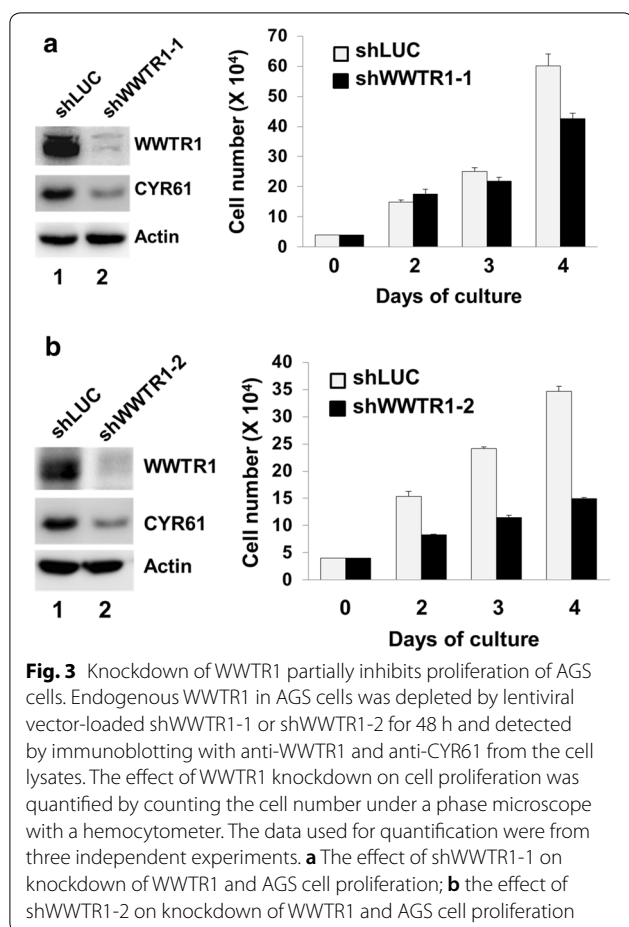 a
shLUC
shWWTR1-1
WWTR1
CYR61
Actin
1 2
Cell number (X 10⁴)
70
60
50
40
30
20
10
0
shLUC
shWWTR1-1
0 2 3 4
Days of culture
b
shLUC
shWWTR1-2
WWTR1
CYR61
Actin
1 2
Cell number (X 10⁴)
40
35
30
25
20
15
10
5
0
shLUC
shWWTR1-2
0 2 3 4
Days of culture
Fig. 3 Knockdown of WWTR1 partially inhibits proliferation of AGS
cells. Endogenous WWTR1 in AGS cells was depleted by lentiviral
vector-loaded shWWTR1-1 or shWWTR1-2 for 48 h and detected
by immunoblotting with anti-WWTR1 and anti-CYR61 from the cell
lysates. The effect of WWTR1 knockdown on cell proliferation was
quantified by counting the cell number under a phase microscope
with a hemocytometer. The data used for quantification were from
three independent experiments. a The effect of shWWTR1-1 on
knockdown of WWTR1 and AGS cell proliferation; b the effect of
shWWTR1-2 on knockdown of WWTR1 and AGS cell proliferation